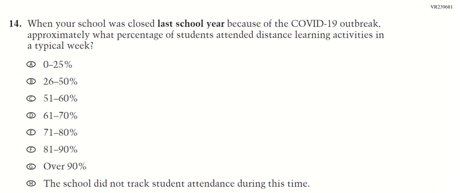 VR239681
14. When your school was closed last school year because of the COVID-19 outbreak,
approximately what percentage of students attended distance learning activities in
a typical week?
Ⓐ 0–25%
Ⓑ 26–50%
Ⓒ 51–60%
Ⓓ 61–70%
Ⓔ 71–80%
Ⓕ 81–90%
Ⓖ Over 90%
Ⓗ The school did not track student attendance during this time.